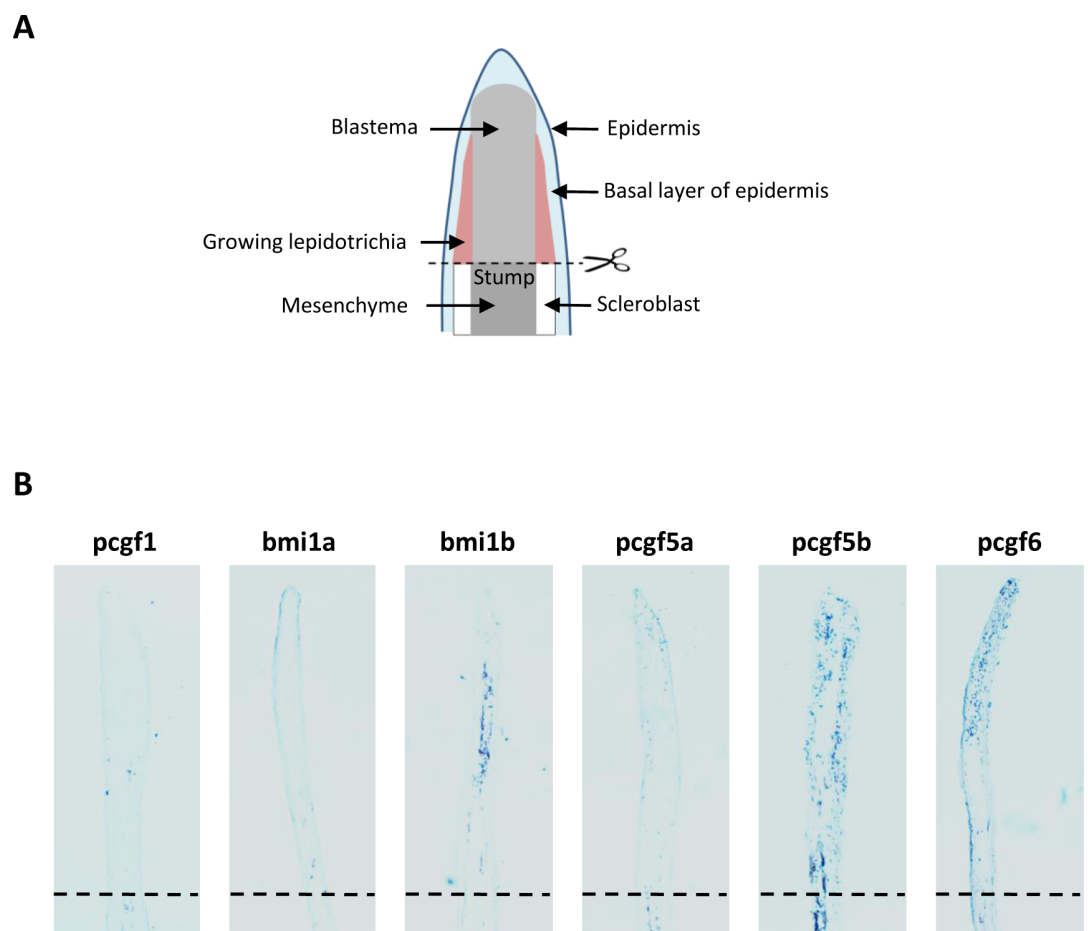 A
Blastema
Epidermis
Basal layer of epidermis
Growing lepidotrichia
Stump
Mesenchyme
Scleroblast
B
pcgf1 bmi1a bmi1b pcgf5a pcgf5b pcgf6